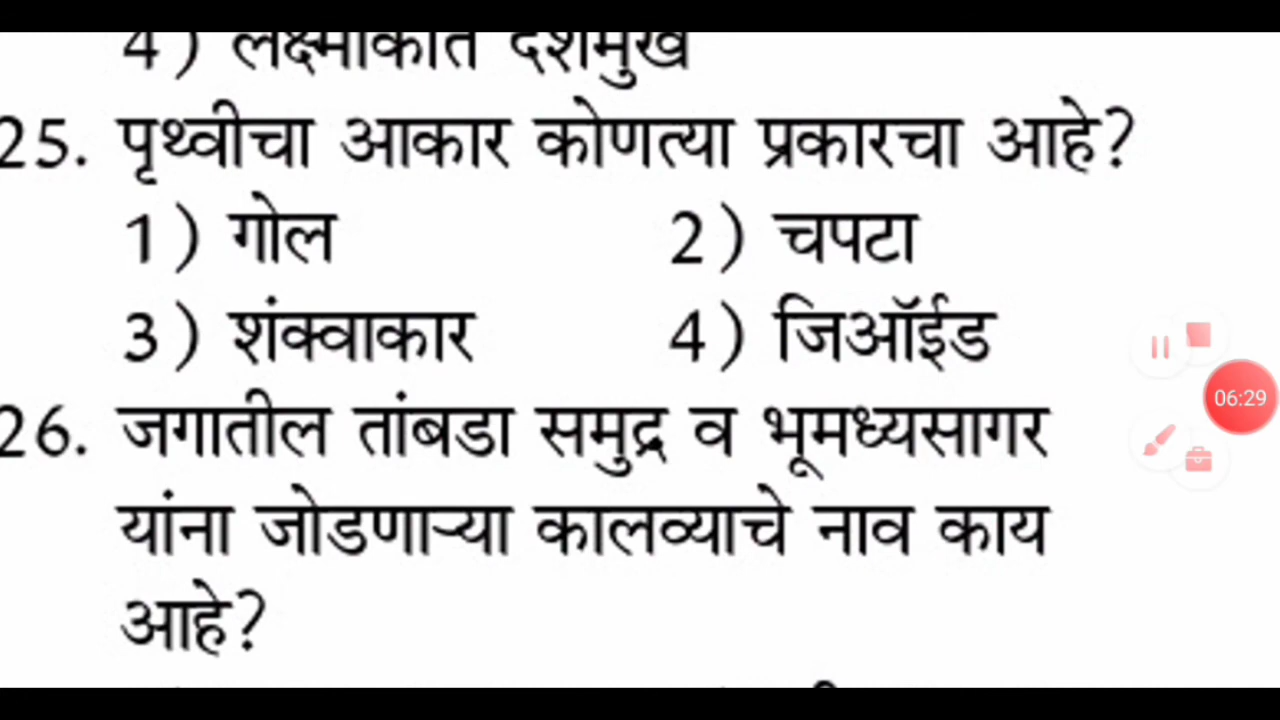 4) लक्ष्मीकांत देशमुख
25. पृथ्वीचा आकार कोणत्या प्रकारचा आहे?
1) गोल 2) चपटा
3) शंक्वाकार 4) जिऑईड
26. जगातील तांबडा समुद्र व भूमध्यसागर
यांना जोडणाऱ्या कालव्याचे नाव काय
आहे?
06:29